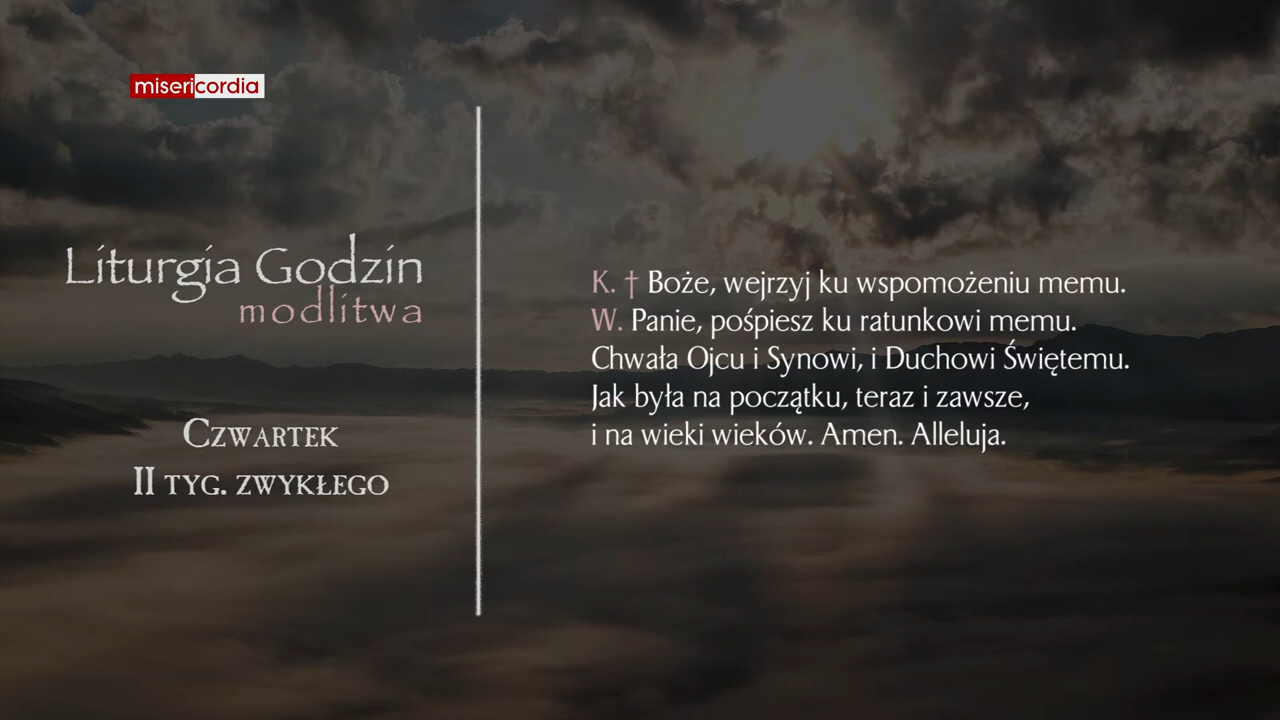 misericordia
Liturgia Godzin
modlitwa
Czwartek
II tyg. zwykłego
K. † Boże, wejrzyj ku wspomożeniu memu.
W. Panie, pośpiesz ku ratunkowi memu.
Chwała Ojcu i Synowi, i Duchowi Świętemu.
Jak była na początku, teraz i zawsze,
i na wieki wieków. Amen. Alleluja.